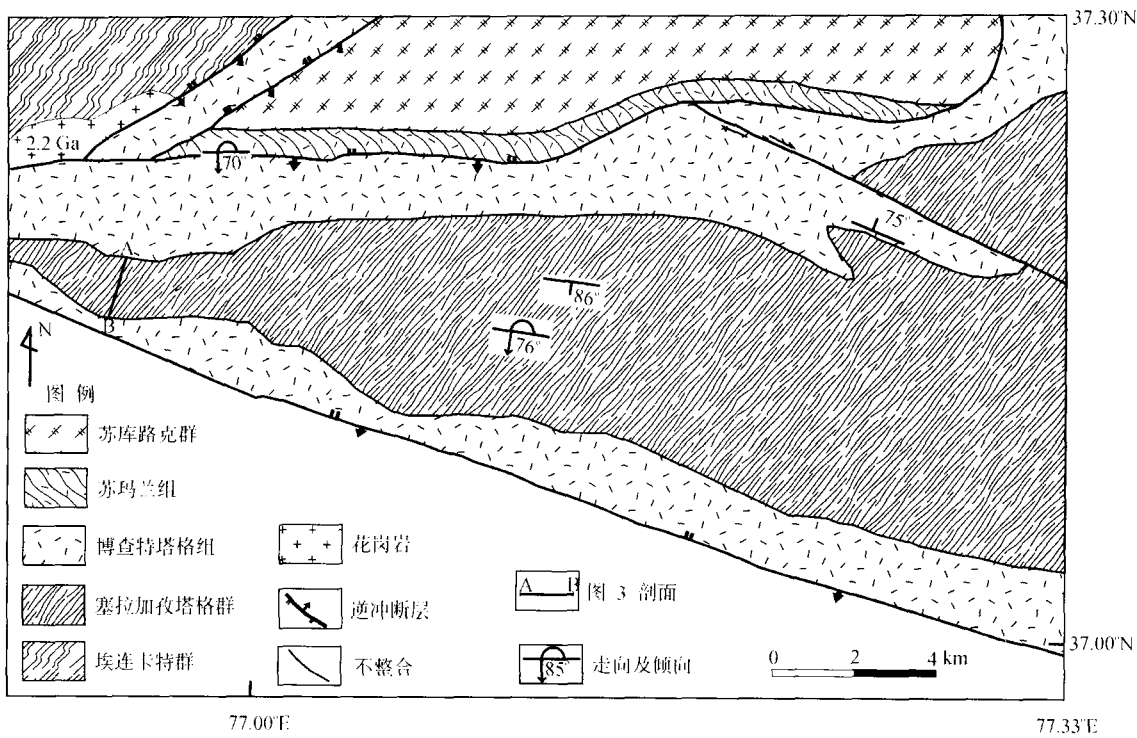 37.30°N
2.2 Ga
70°
75°
A
86°
76°
B
N
图 例
苏库路克群
苏玛兰组
博查特塔格组
花岗岩
塞拉加孜塔格群
逆冲断层
A B 图 3 剖面
埃连卡特群
不整合
85° 走向及倾向
0 2 4 km
37.00°N
77.00°E
77.33°E